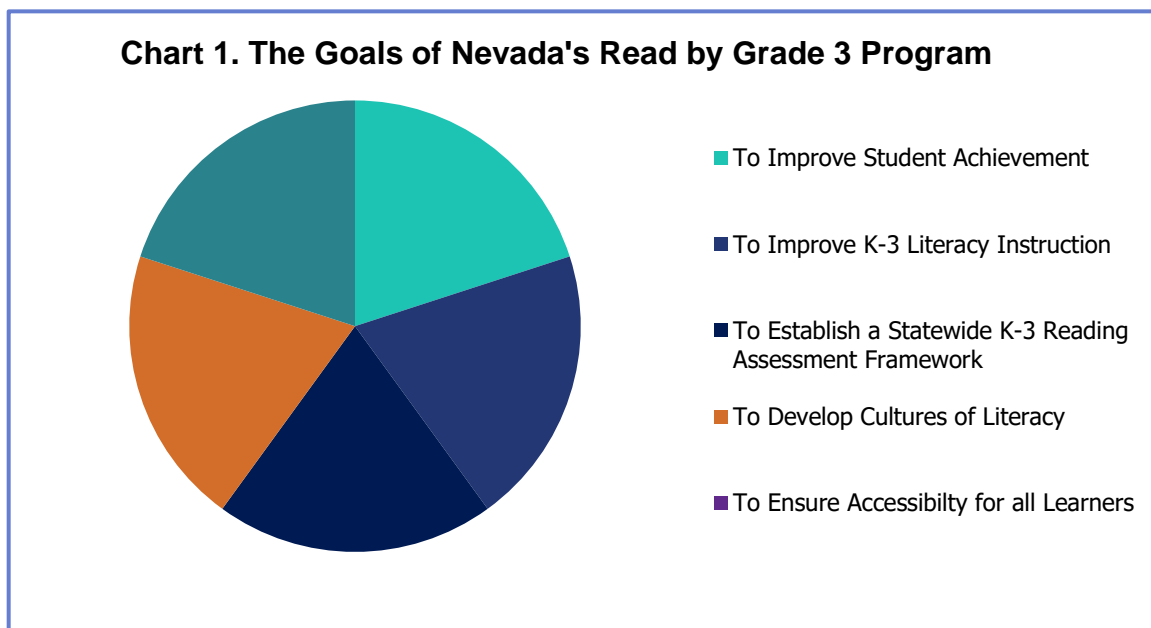 Chart 1. The Goals of Nevada's Read by Grade 3 Program
To Improve Student Achievement
To Improve K-3 Literacy Instruction
To Establish a Statewide K-3 Reading
Assessment Framework
To Develop Cultures of Literacy
To Ensure Accessibilty for all Learners